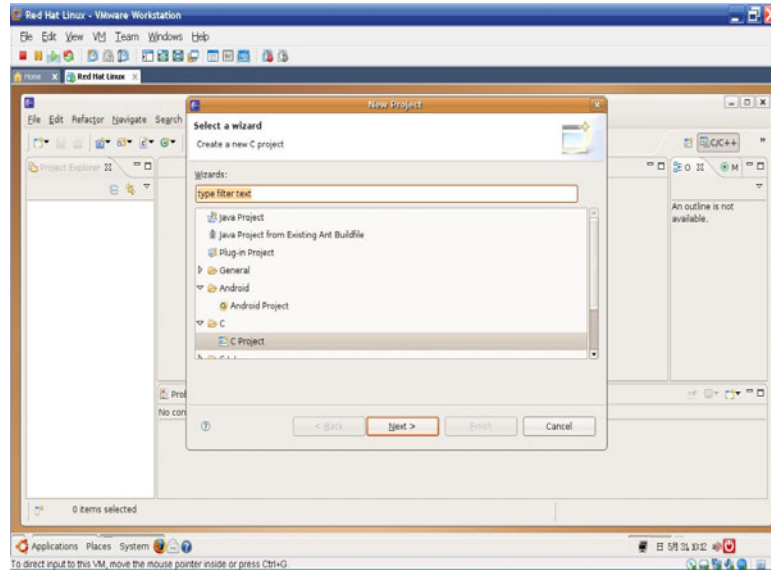 Red Hat Linux - VMware Workstation
File Edit View VM Team Windows Help
Home X Red Hat Linux X
New Project
File Edit Refactor Navigate Search
Select a wizard
Create a new C project
C/C++
Project Explorer
O M
Wizards:
type filter text
An outline is not
available.
Java Project
Java Project from Existing Ant Buildfile
Plug-in Project
General
Android
Android Project
C
C Project
Prob
No con
< Back Next > Finish Cancel
0 items selected
Applications Places System
To direct input to this VM, move the mouse pointer inside or press Ctrl+G.